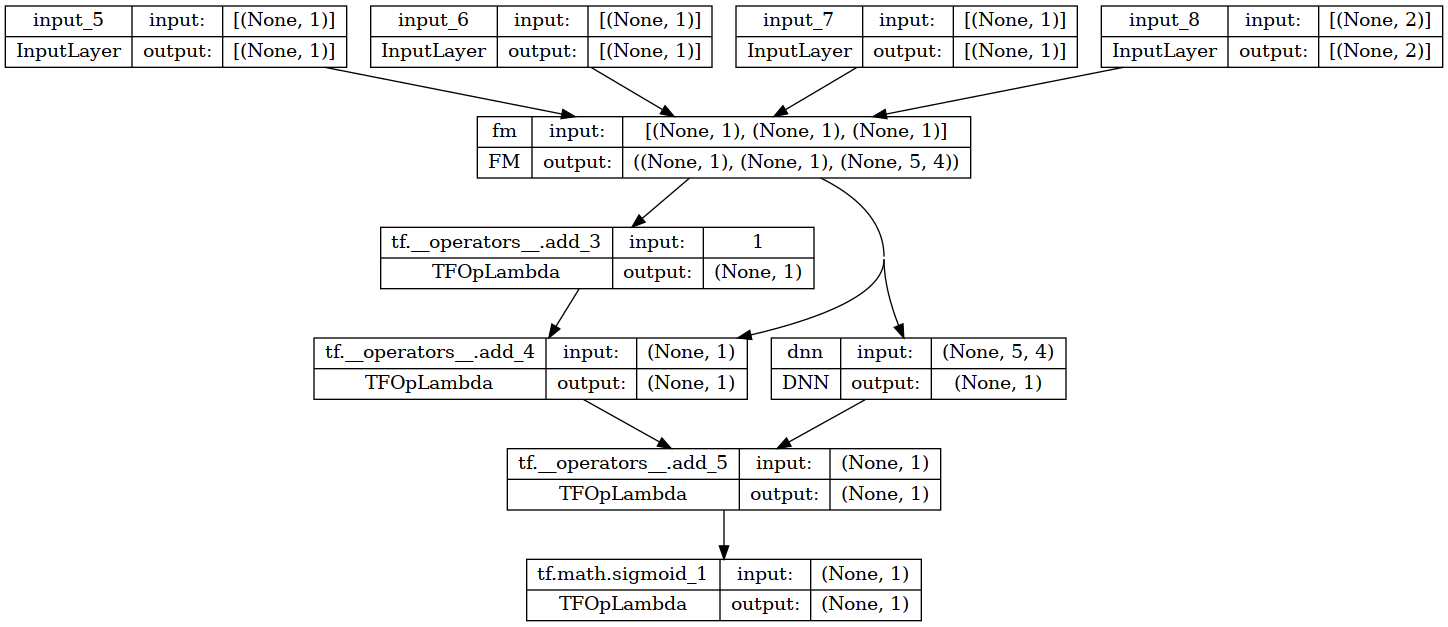 input_5 input: [(None, 1)] input_6 input: [(None, 1)] input_7 input: [(None, 1)] input_8 input: [(None, 2)]
InputLayer output: [(None, 1)] InputLayer output: [(None, 1)] InputLayer output: [(None, 1)] InputLayer output: [(None, 2)]
fm input: [(None, 1), (None, 1), (None, 1)]
FM output: ((None, 1), (None, 1), (None, 5, 4))
tf.__operators__.add_3 input: 1
TFOpLambda output: (None, 1)
tf.__operators__.add_4 input: (None, 1) dnn input: (None, 5, 4)
TFOpLambda output: (None, 1) DNN output: (None, 1)
tf.__operators__.add_5 input: (None, 1)
TFOpLambda output: (None, 1)
tf.math.sigmoid_1 input: (None, 1)
TFOpLambda output: (None, 1)